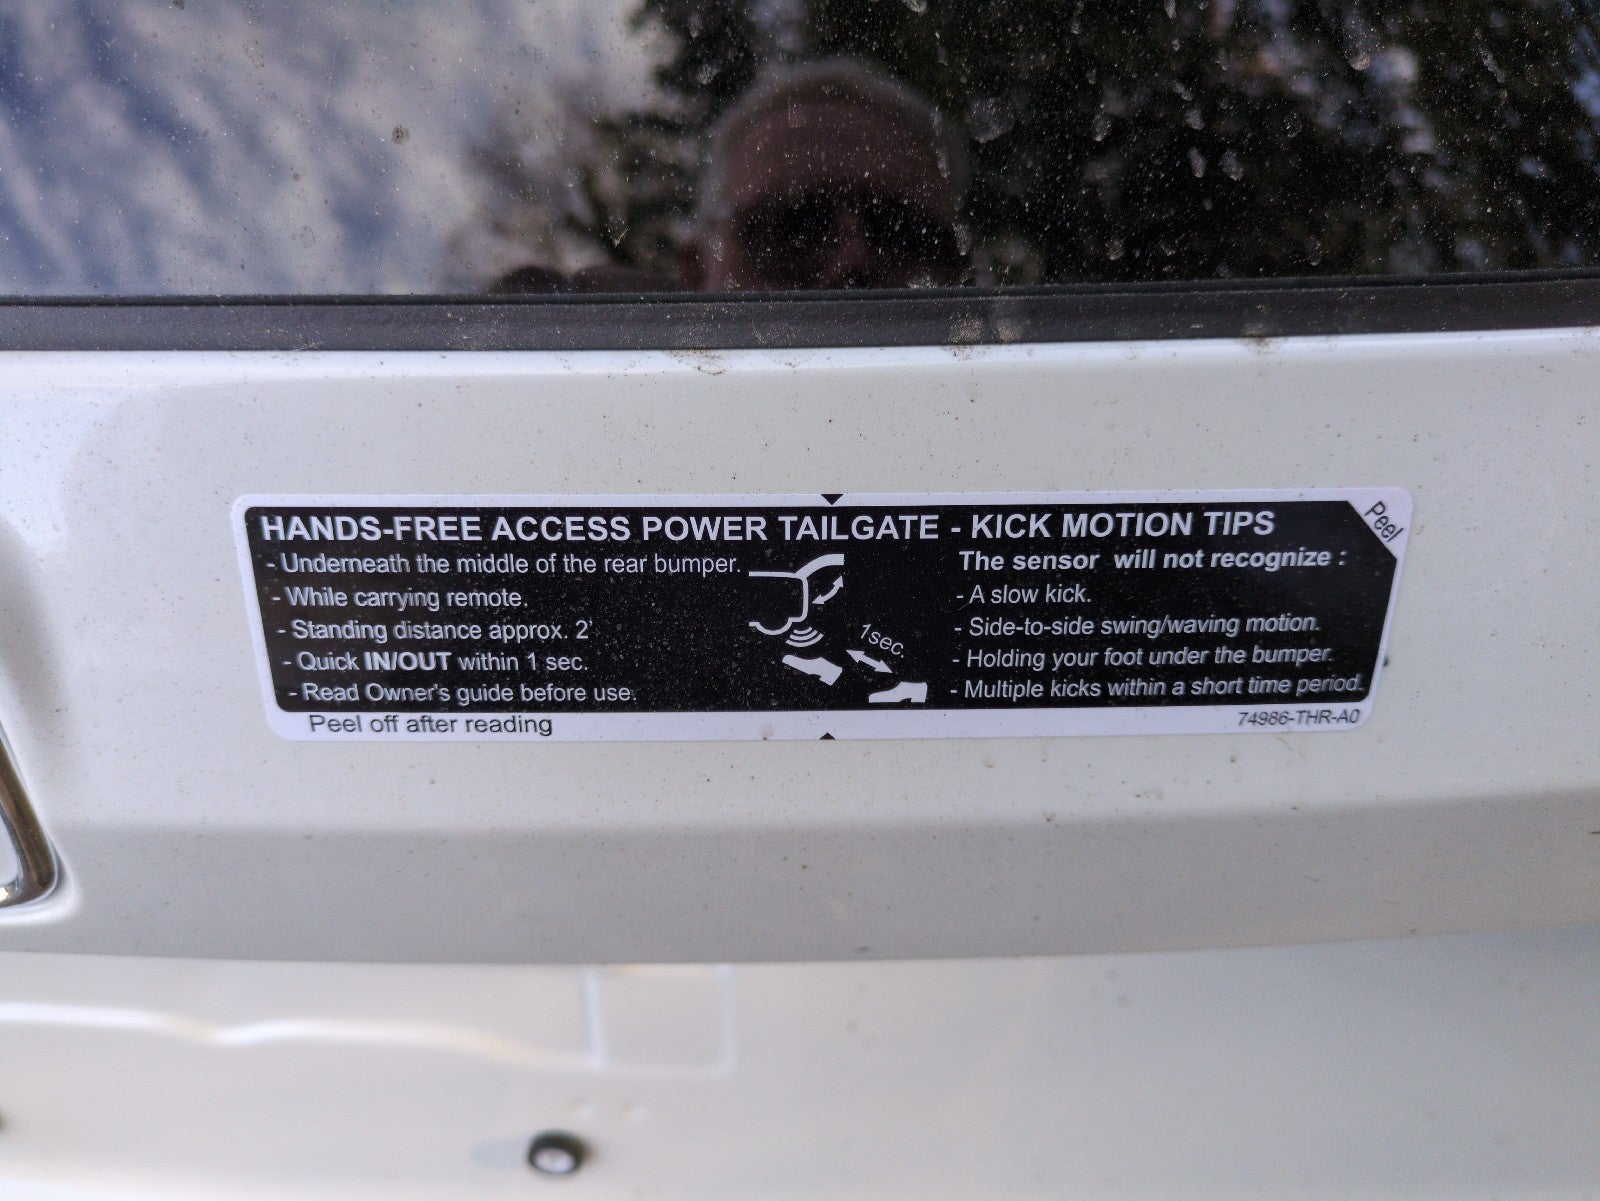 HANDS-FREE ACCESS POWER TAILGATE - KICK MOTION TIPS
- Underneath the middle of the rear bumper.
- While carrying remote.
- Standing distance approx. 2'
- Quick IN/OUT within 1 sec.
- Read Owner's guide before use.
1sec.
The sensor will not recognize :
- A slow kick.
- Side-to-side swing/waving motion.
- Holding your foot under the bumper.
- Multiple kicks within a short time period.
Peel
Peel off after reading
74986-THR-A0